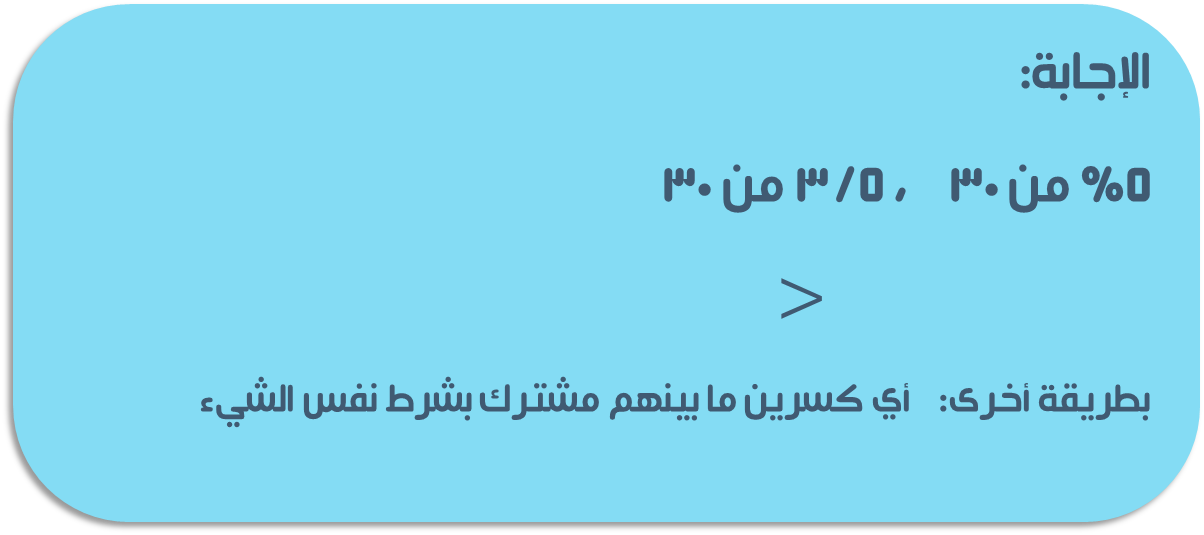 الإجابة:
٥% من ٣٠ ، ٣/٥ من ٣٠
>
بطريقة أخرى: أي كسرين ما بينهم مشترك بشرط نفس الشيء